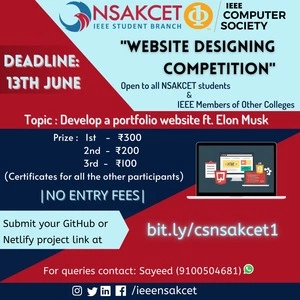 NSAKCET
IEEE STUDENT BRANCH
IEEE
COMPUTER
SOCIETY
DEADLINE:
13TH JUNE
"WEBSITE DESIGNING
COMPETITION"
Open to all NSAKCET students
&
IEEE Members of Other Colleges
Topic : Develop a portfolio website ft. Elon Musk
Prize : 1st - ₹300
2nd - ₹200
3rd - ₹100
(Certificates for all the other participants)
|NO ENTRY FEES|
Submit your GitHub or
Netlify project link at
bit.ly/csnsakcet1
For queries contact: Sayeed (9100504681)
/ieeensakcet